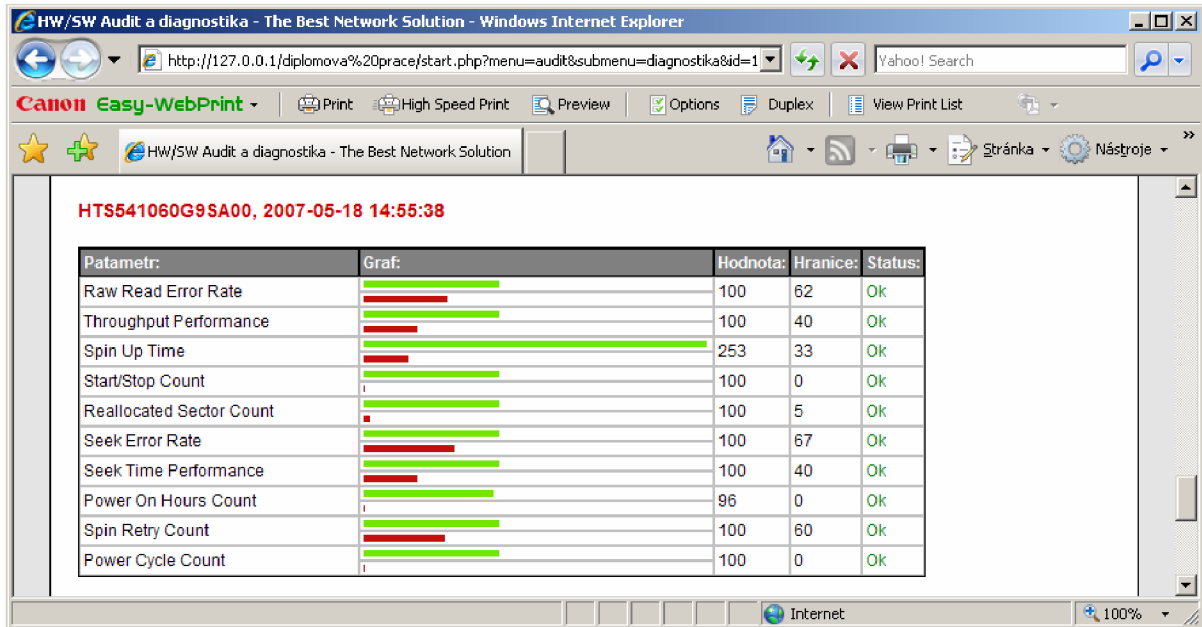 HW/SW Audit a diagnostika - The Best Network Solution - Windows Internet Explorer
http://127.0.0.1/diplomova%20prace/start.php?menu=audit&submenu=diagnostika&id=1
Yahoo! Search
Canon Easy-WebPrint Print High Speed Print Preview Options Duplex View Print List
HW/SW Audit a diagnostika - The Best Network Solution
Stránka Nástroje
HTS541060G9SA00, 2007-05-18 14:55:38
Patametr: Graf: Hodnota: Hranice: Status:
Raw Read Error Rate 100 62 Ok
Throughput Performance 100 40 Ok
Spin Up Time 253 33 Ok
Start/Stop Count 100 0 Ok
Reallocated Sector Count 100 5 Ok
Seek Error Rate 100 67 Ok
Seek Time Performance 100 40 Ok
Power On Hours Count 96 0 Ok
Spin Retry Count 100 60 Ok
Power Cycle Count 100 0 Ok
Internet 100%